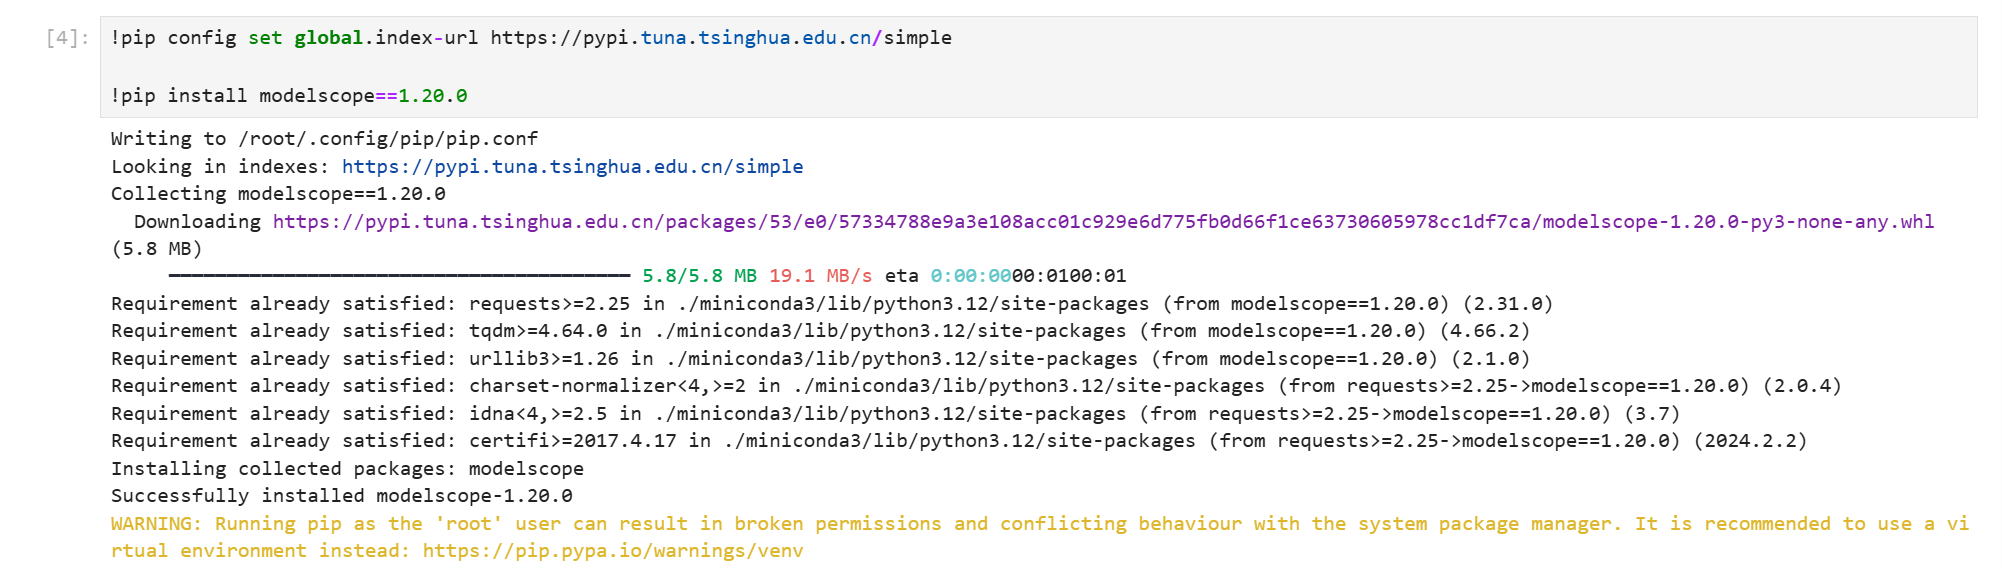 [4]: !pip config set global.index-url https://pypi.tuna.tsinghua.edu.cn/simple
!pip install modelscope==1.20.0
Writing to /root/.config/pip/pip.conf
Looking in indexes: https://pypi.tuna.tsinghua.edu.cn/simple
Collecting modelscope==1.20.0
Downloading https://pypi.tuna.tsinghua.edu.cn/packages/53/e0/57334788e9a3e108acc01c929e6d775fb0d66f1ce63730605978cc1df7ca/modelscope-1.20.0-py3-none-any.whl
(5.8 MB)
━━━━━━━━━━━━━━━━━━━━━━━━━━━━━━━━━━━━━━━━ 5.8/5.8 MB 19.1 MB/s eta 0:00:0000:0100:01
Requirement already satisfied: requests>=2.25 in ./miniconda3/lib/python3.12/site-packages (from modelscope==1.20.0) (2.31.0)
Requirement already satisfied: tqdm>=4.64.0 in ./miniconda3/lib/python3.12/site-packages (from modelscope==1.20.0) (4.66.2)
Requirement already satisfied: urllib3>=1.26 in ./miniconda3/lib/python3.12/site-packages (from modelscope==1.20.0) (2.1.0)
Requirement already satisfied: charset-normalizer<4,>=2 in ./miniconda3/lib/python3.12/site-packages (from requests>=2.25->modelscope==1.20.0) (2.0.4)
Requirement already satisfied: idna<4,>=2.5 in ./miniconda3/lib/python3.12/site-packages (from requests>=2.25->modelscope==1.20.0) (3.7)
Requirement already satisfied: certifi>=2017.4.17 in ./miniconda3/lib/python3.12/site-packages (from requests>=2.25->modelscope==1.20.0) (2024.2.2)
Installing collected packages: modelscope
Successfully installed modelscope-1.20.0
WARNING: Running pip as the 'root' user can result in broken permissions and conflicting behaviour with the system package manager. It is recommended to use a vi
rtual environment instead: https://pip.pypa.io/warnings/venv